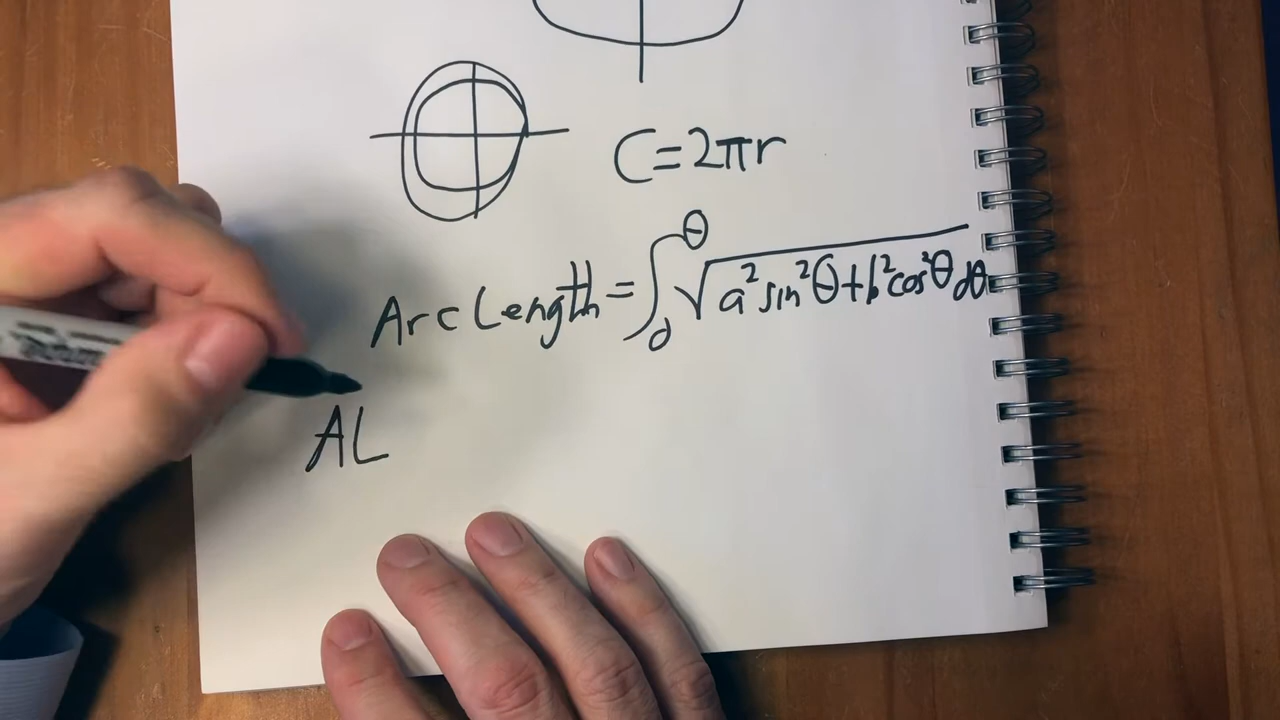 C=2πr
Arc Length = ∫₀^θ √(a²sin²θ+b²cos²θ dθ
AL